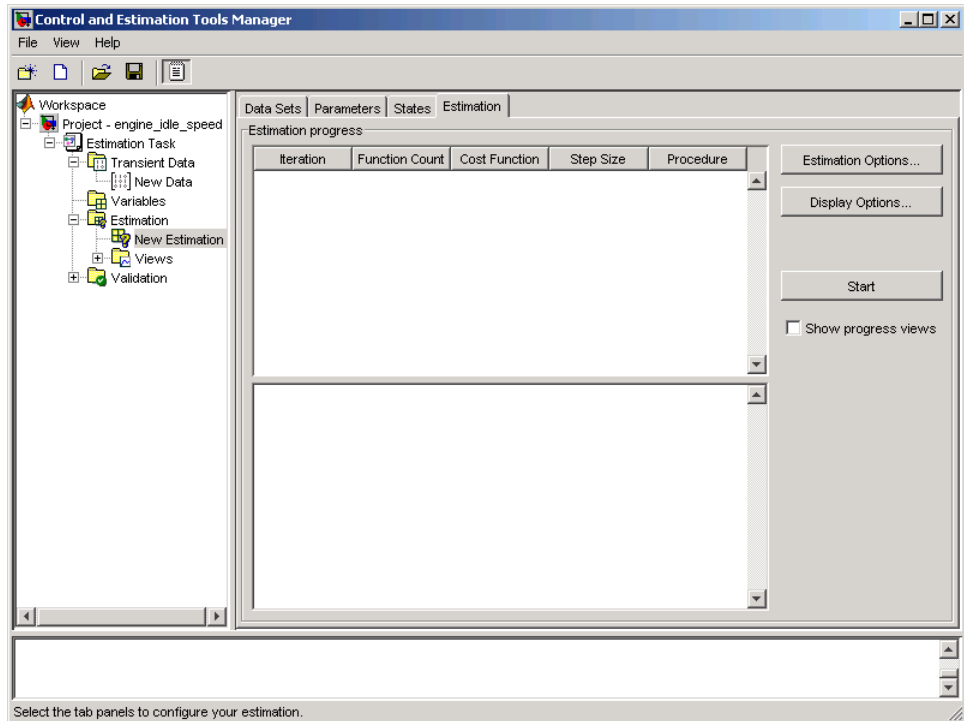 Control and Estimation Tools Manager
File View Help
Workspace
Project - engine_idle_speed
Estimation Task
Transient Data
New Data
Variables
Estimation
New Estimation
Views
Validation
Data Sets Parameters States Estimation
Estimation progress
Iteration Function Count Cost Function Step Size Procedure
Estimation Options...
Display Options...
Start
Show progress views
Select the tab panels to configure your estimation.